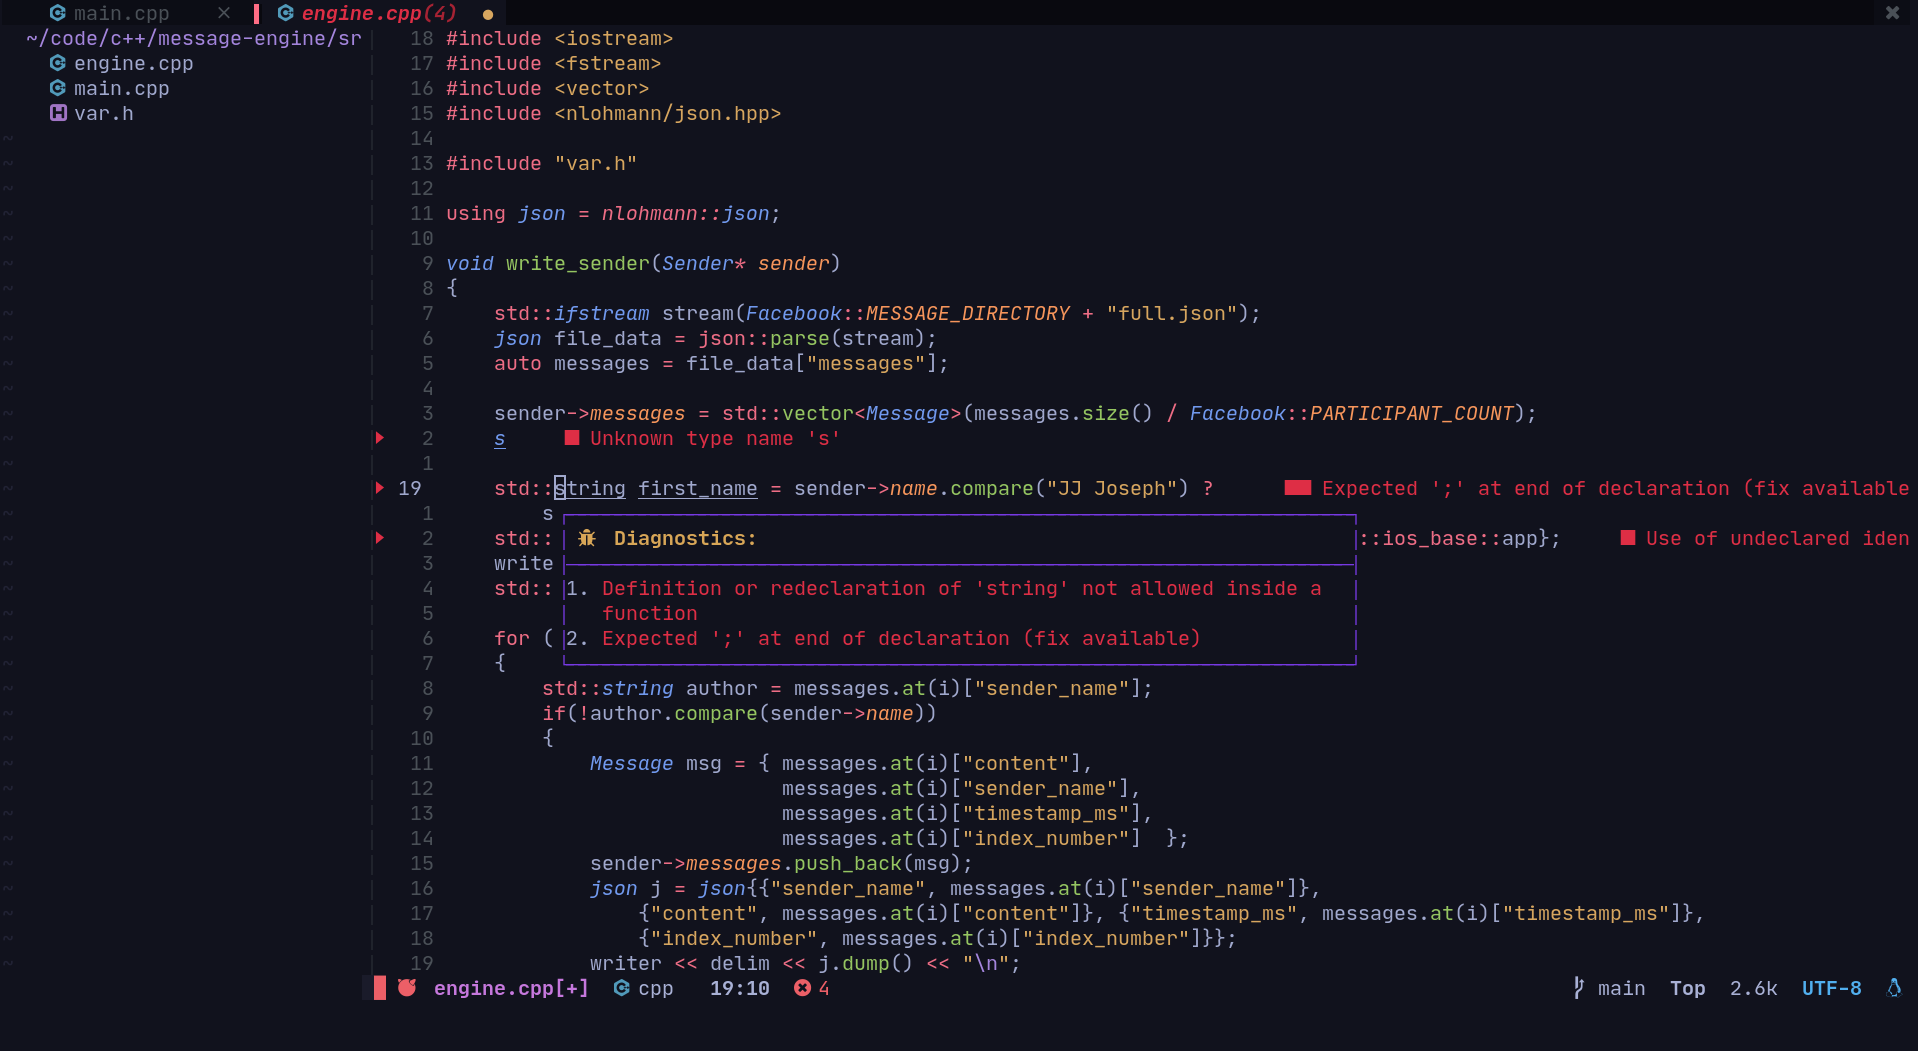 main.cpp × engine.cpp(4) ● ✖
~/code/c++/message-engine/sr
engine.cpp
main.cpp
var.h
18 #include <iostream>
17 #include <fstream>
16 #include <vector>
15 #include <nlohmann/json.hpp>
14
13 #include "var.h"
12
11 using json = nlohmann::json;
10
9 void write_sender(Sender* sender)
8 {
7     std::ifstream stream(Facebook::MESSAGE_DIRECTORY + "full.json");
6     json file_data = json::parse(stream);
5     auto messages = file_data["messages"];
4
3     sender->messages = std::vector<Message>(messages.size() / Facebook::PARTICIPANT_COUNT);
2     s     ■ Unknown type name 's'
1
19     std::string first_name = sender->name.compare("JJ Joseph") ?      ■■ Expected ';' at end of declaration (fix available
1         s
2     std:: ::ios_base::app};     ■ Use of undeclared iden
3     write
4     std::
5
6     for (
7     {
Diagnostics:
1. Definition or redeclaration of 'string' not allowed inside a
function
2. Expected ';' at end of declaration (fix available)
8         std::string author = messages.at(i)["sender_name"];
9         if(!author.compare(sender->name))
10         {
11             Message msg = { messages.at(i)["content"],
12                             messages.at(i)["sender_name"],
13                             messages.at(i)["timestamp_ms"],
14                             messages.at(i)["index_number"]  };
15             sender->messages.push_back(msg);
16             json j = json{{"sender_name", messages.at(i)["sender_name"]},
17                 {"content", messages.at(i)["content"]}, {"timestamp_ms", messages.at(i)["timestamp_ms"]},
18                 {"index_number", messages.at(i)["index_number"]}};
19             writer << delim << j.dump() << "\n";
engine.cpp[+] cpp 19:10 4 main Top 2.6k UTF-8